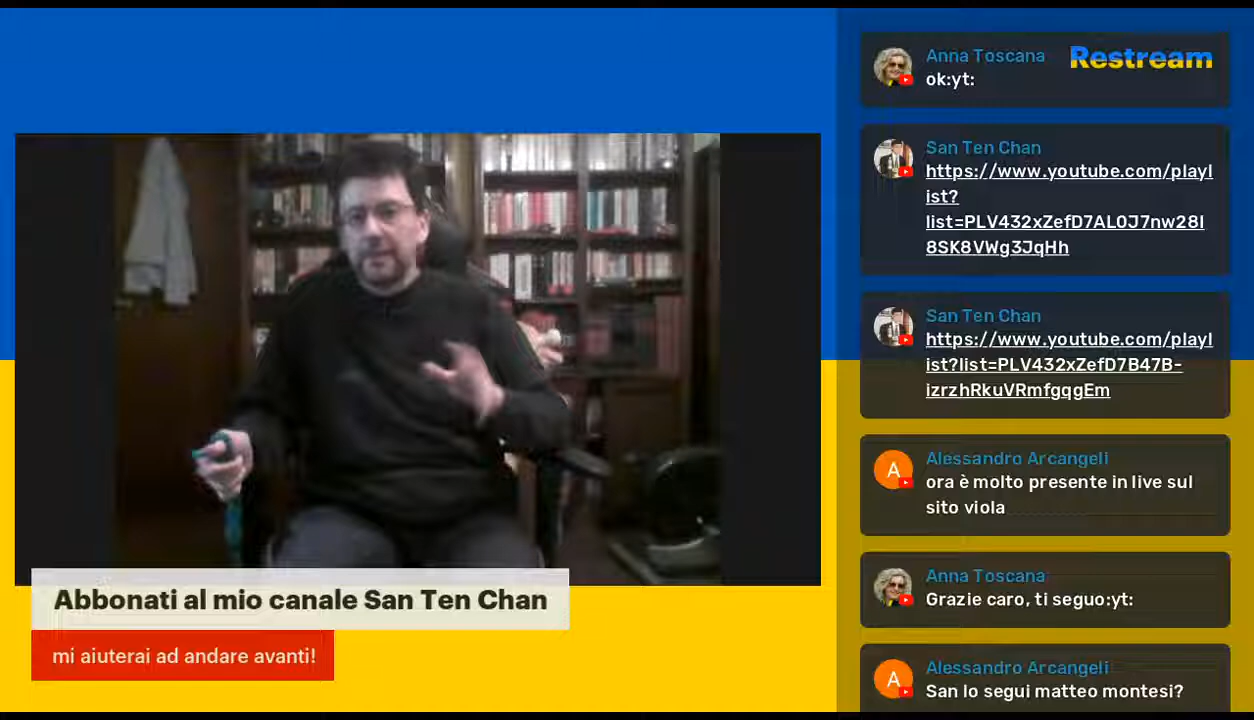 Anna Toscana
Restream
ok:yt:
San Ten Chan
https://www.youtube.com/playl
ist?
list=PLV432xZefD7AL0J7nw28I
8SK8VWg3JqHh
San Ten Chan
https://www.youtube.com/playl
ist?list=PLV432xZefD7B47B-
izrzhRkuVRmfgqgEm
Alessandro Arcangeli
A
ora è molto presente in live sul
sito viola
Anna Toscana
Grazie caro, ti seguo:yt:
Alessandro Arcangeli
A
San lo segui matteo montesi?
Abbonati al mio canale San Ten Chan
mi aiuterai ad andare avanti!